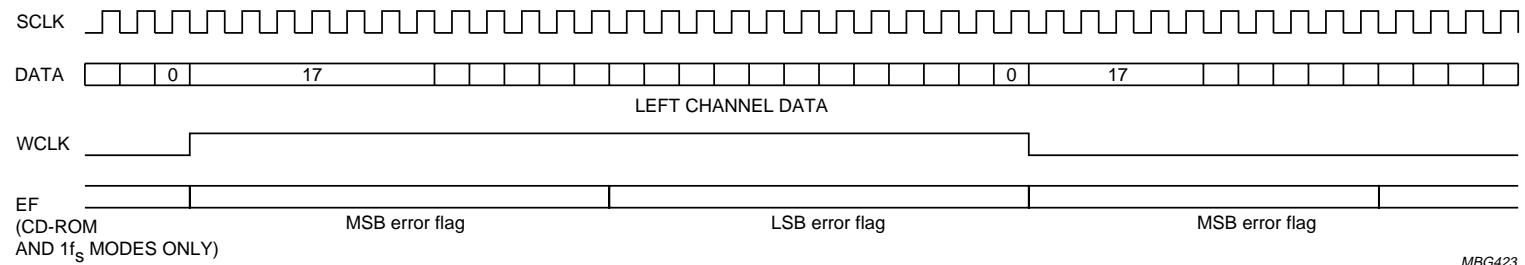 SCLK
DATA 0 17 0 17
LEFT CHANNEL DATA
WCLK
EF
(CD-ROM
AND 1fs MODES ONLY)
MSB error flag LSB error flag MSB error flag
MBG423